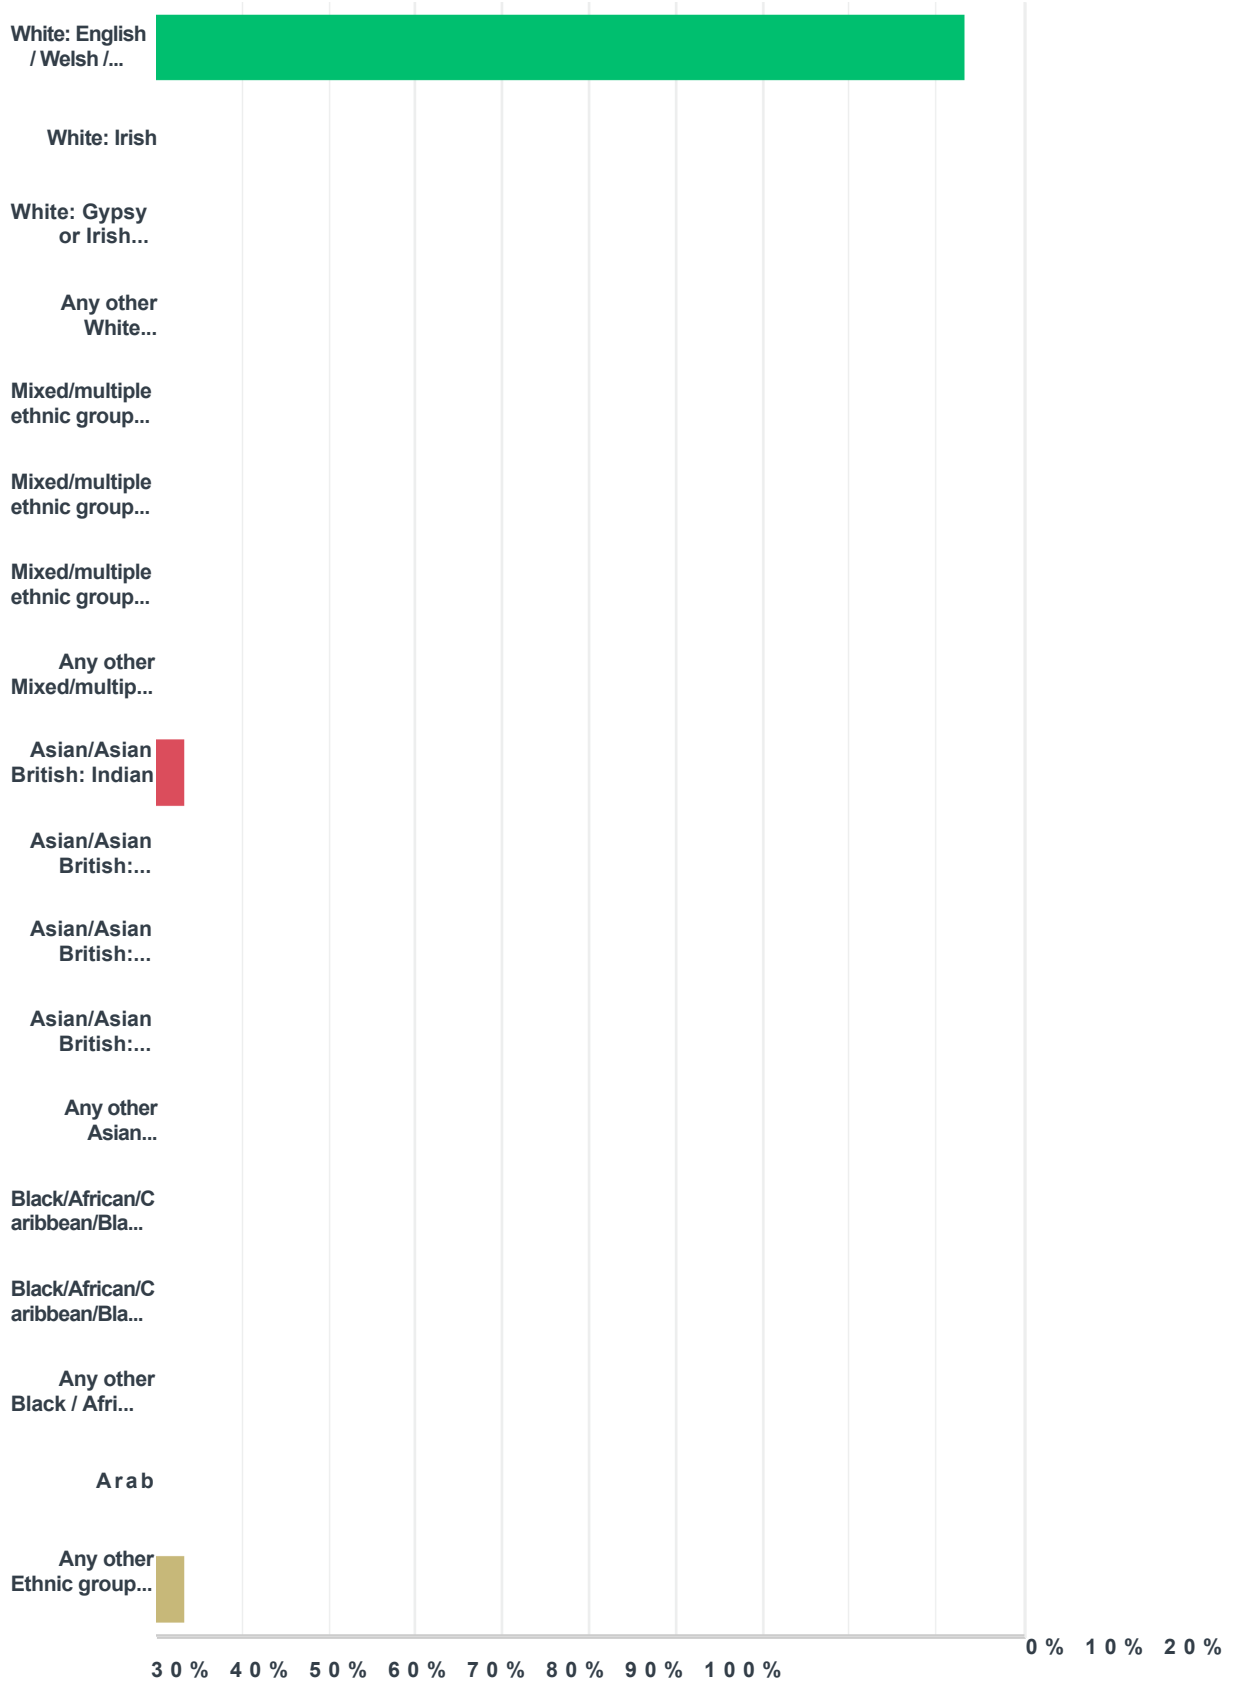 White: English
/ Welsh /...
White: Irish
White: Gypsy
or Irish...
Any other
White...
Mixed/multiple
ethnic group...
Mixed/multiple
ethnic group...
Mixed/multiple
ethnic group...
Any other
Mixed/multip...
Asian/Asian
British: Indian
Asian/Asian
British:...
Asian/Asian
British:...
Asian/Asian
British:...
Any other
Asian...
Black/African/C
aribbean/Bla...
Black/African/C
aribbean/Bla...
Any other
Black / Afri...
Arab
Any other
Ethnic group...
0% 10% 20%
30% 40% 50% 60% 70% 80% 90% 100%